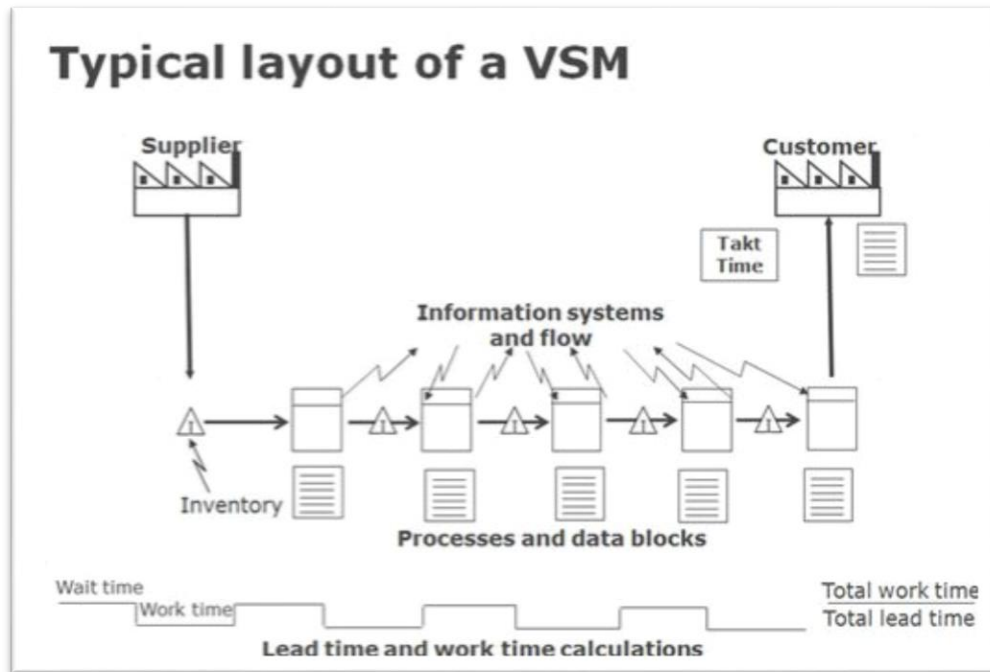 Typical layout of a VSM
Supplier
Customer
Takt
Time
Information systems
and flow
Inventory
Processes and data blocks
Wait time
Work time
Total work time
Total lead time
Lead time and work time calculations